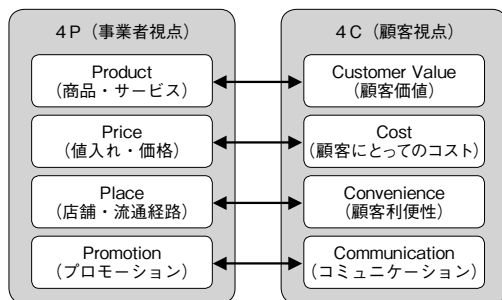 4P（事業者視点）
Product
（商品・サービス）
Price
（値入れ・価格）
Place
（店舗・流通経路）
Promotion
（プロモーション）
4C（顧客視点）
Customer Value
（顧客価値）
Cost
（顧客にとってのコスト）
Convenience
（顧客利便性）
Communication
（コミュニケーション）